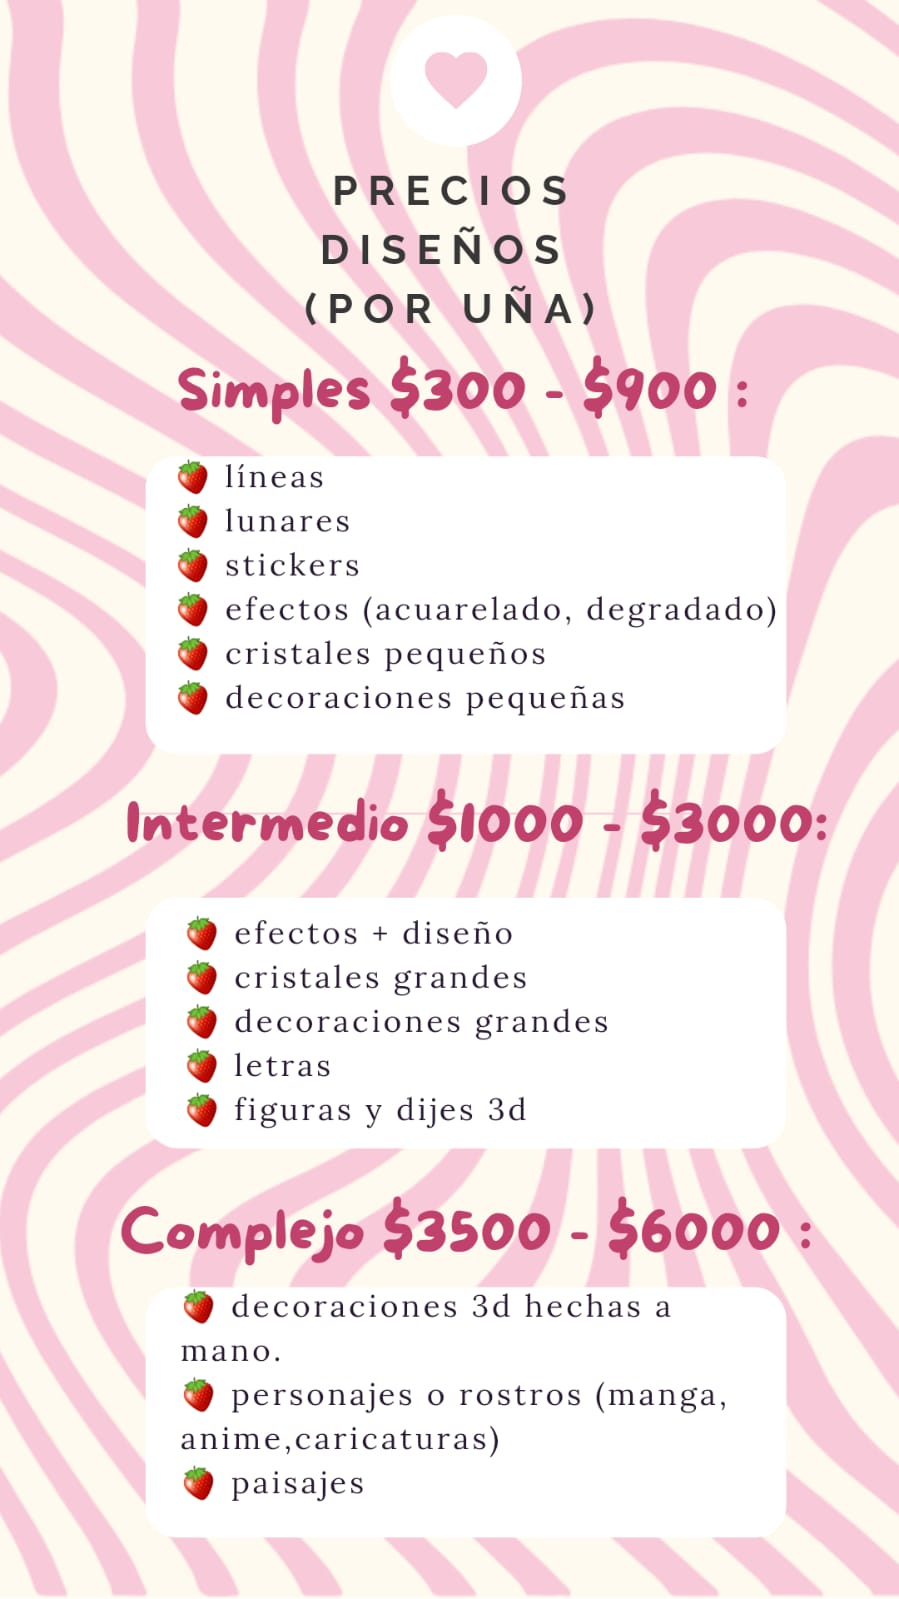 PRECIOS
DISEÑOS
(POR UÑA)
Simples $300 - $900 :
🍓 líneas
🍓 lunares
🍓 stickers
🍓 efectos (acuarelado, degradado)
🍓 cristales pequeños
🍓 decoraciones pequeñas
Intermedio $1000 - $3000:
🍓 efectos + diseño
🍓 cristales grandes
🍓 decoraciones grandes
🍓 letras
🍓 figuras y dijes 3d
Complejo $3500 - $6000 :
🍓 decoraciones 3d hechas a
mano.
🍓 personajes o rostros (manga,
anime,caricaturas)
🍓 paisajes